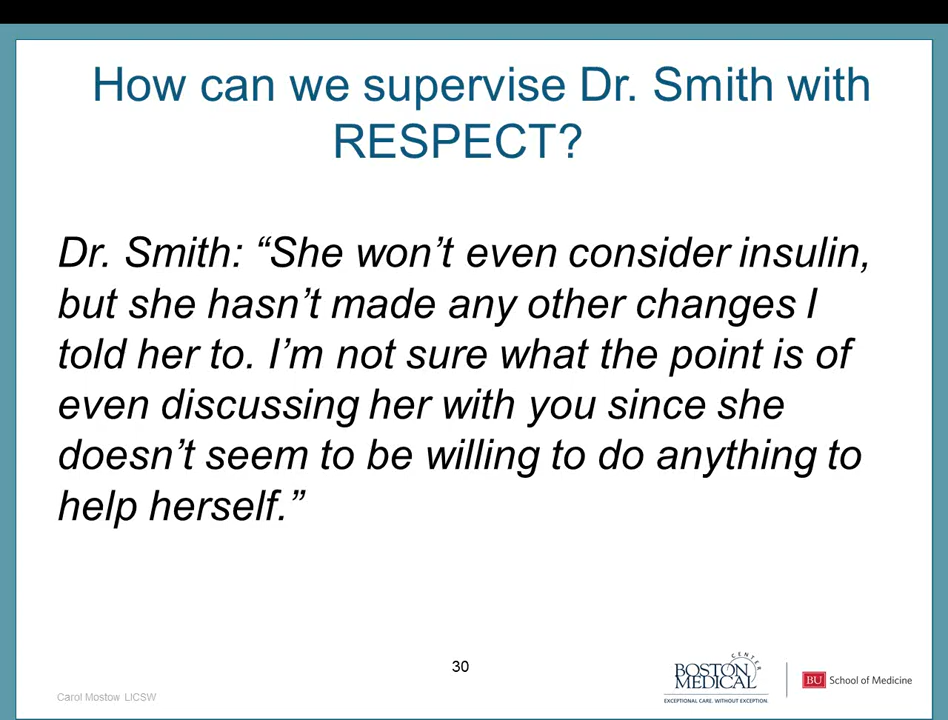 How can we supervise Dr. Smith with
RESPECT?
Dr. Smith: “She won’t even consider insulin,
but she hasn’t made any other changes I
told her to. I’m not sure what the point is of
even discussing her with you since she
doesn’t seem to be willing to do anything to
help herself.”
30
Carol Mostow LICSW
BOSTON
MEDICAL
CENTER
EXCEPTIONAL CARE. WITHOUT EXCEPTION.
BU School of Medicine